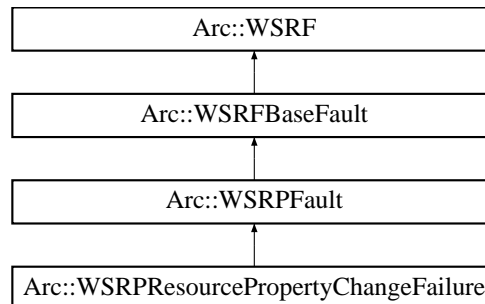 Arc::WSRF
Arc::WSRFBaseFault
Arc::WSRPFault
Arc::WSRPResourcePropertyChangeFailure